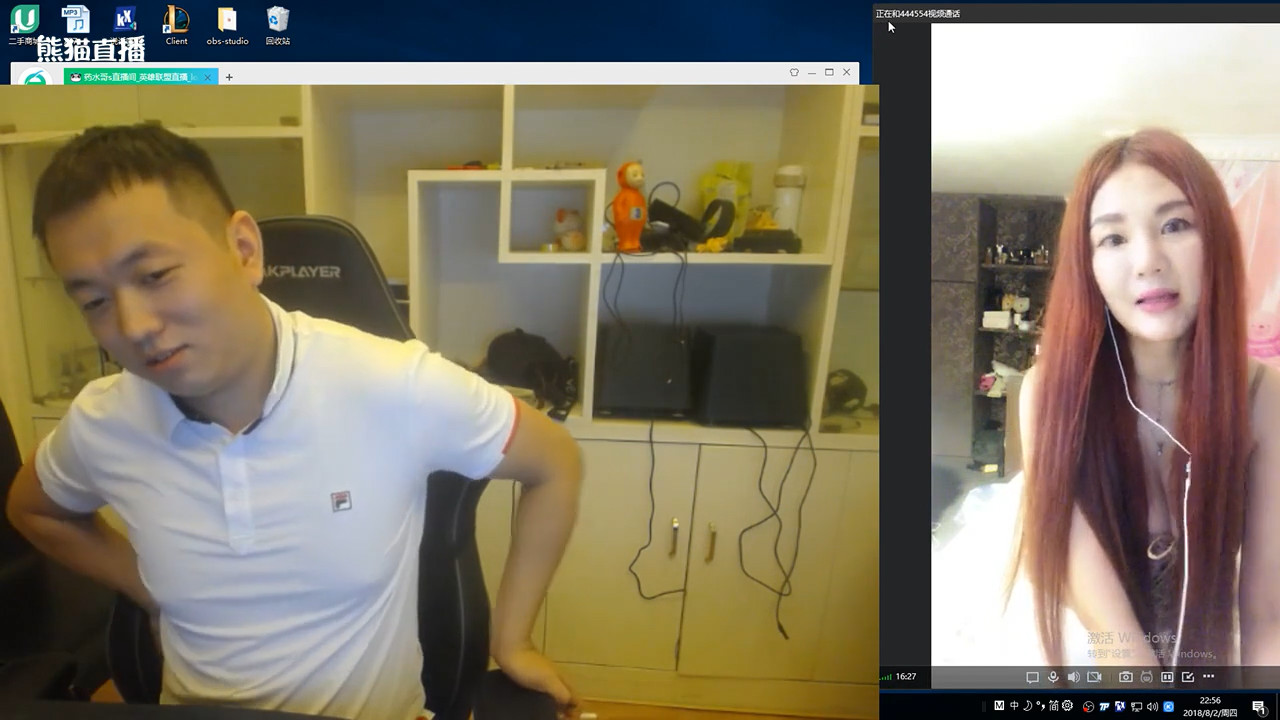 正在和444554视频通话
MP3
二手商
Client
obs-studio
回收站
熊猫直播
药水哥s直播间_英雄联盟直播_l
AKPLAYER
F
激活 Windows
转到"设置"以激活 Windows。
16:27
M 中 简
22:56
2018/8/2/周四